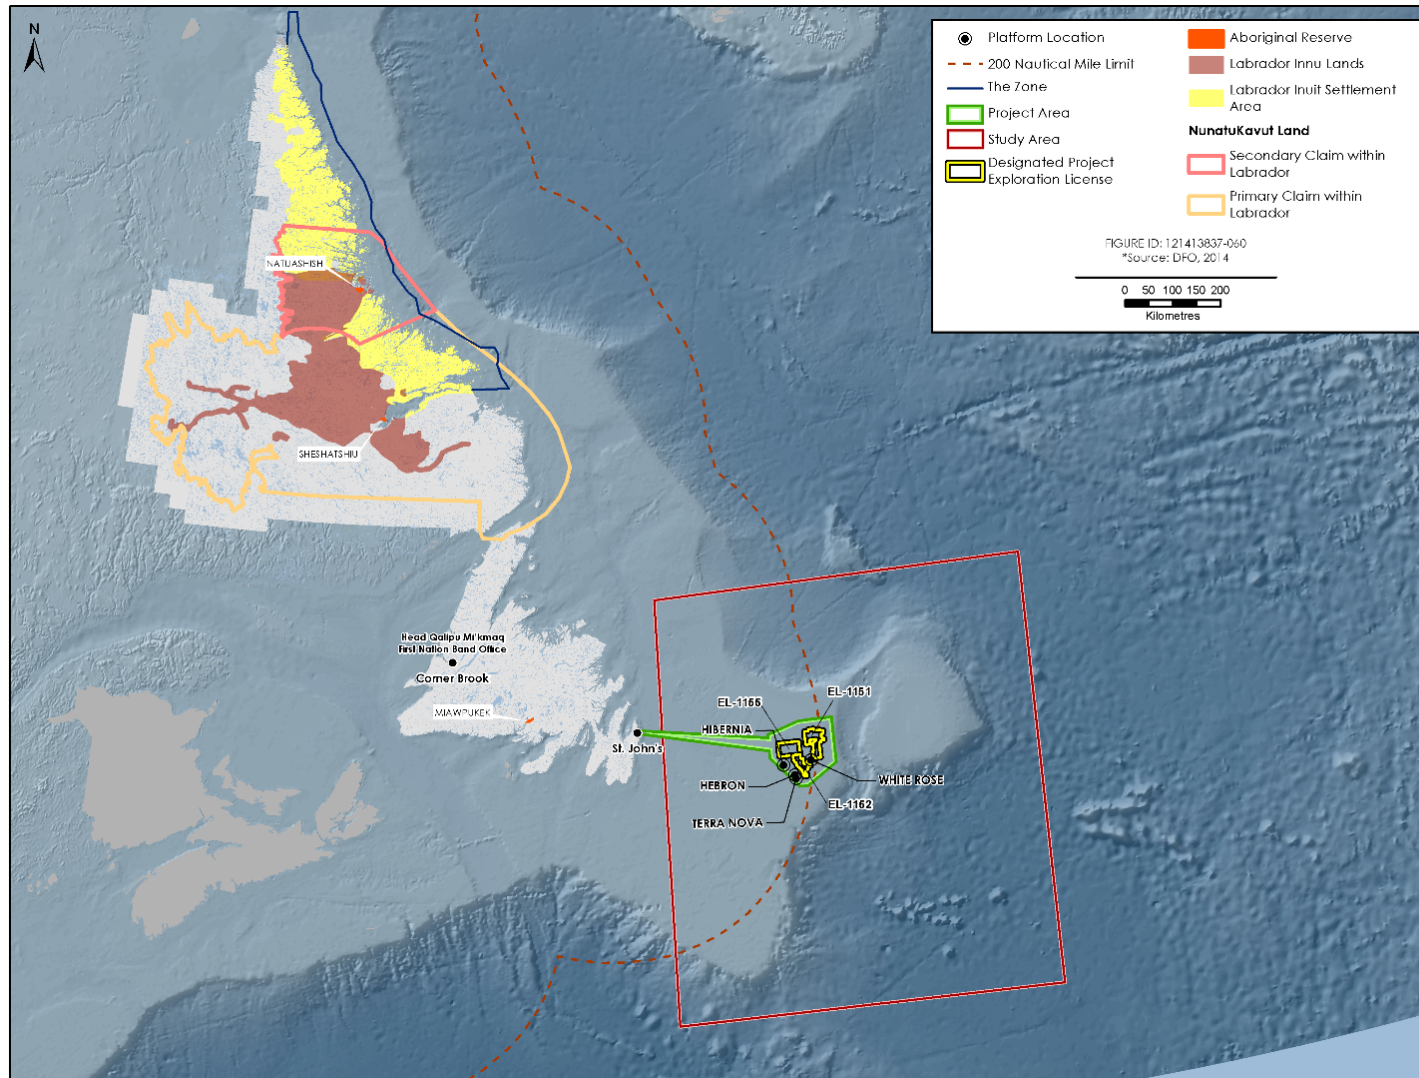 N
Platform Location
200 Nautical Mile Limit
The Zone
Project Area
Study Area
Designated Project
Exploration License
Aboriginal Reserve
Labrador Innu Lands
Labrador Inuit Settlement
Area
NunatuKavut Land
Secondary Claim within
Labrador
Primary Claim within
Labrador
FIGURE ID: 121413837-060
*Source: DFO, 2014
0 50 100 150 200
Kilometres
NATUASHISH
SHESHATSHIU
Head Qalipu Mi'kmaq
First Nation Band Office
Corner Brook
MIAWPUKEK
St. John's
EL-1155
EL-1151
HIBERNIA
WHITE ROSE
HEBRON
EL-1152
TERRA NOVA